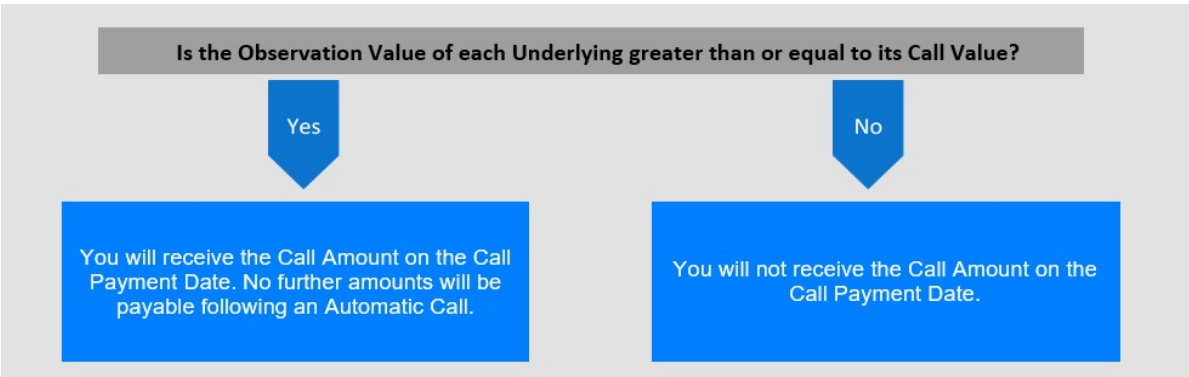 Is the Observation Value of each Underlying greater than or equal to its Call Value?
Yes
No
You will receive the Call Amount on the Call
Payment Date. No further amounts will be
payable following an Automatic Call.
You will not receive the Call Amount on the
Call Payment Date.